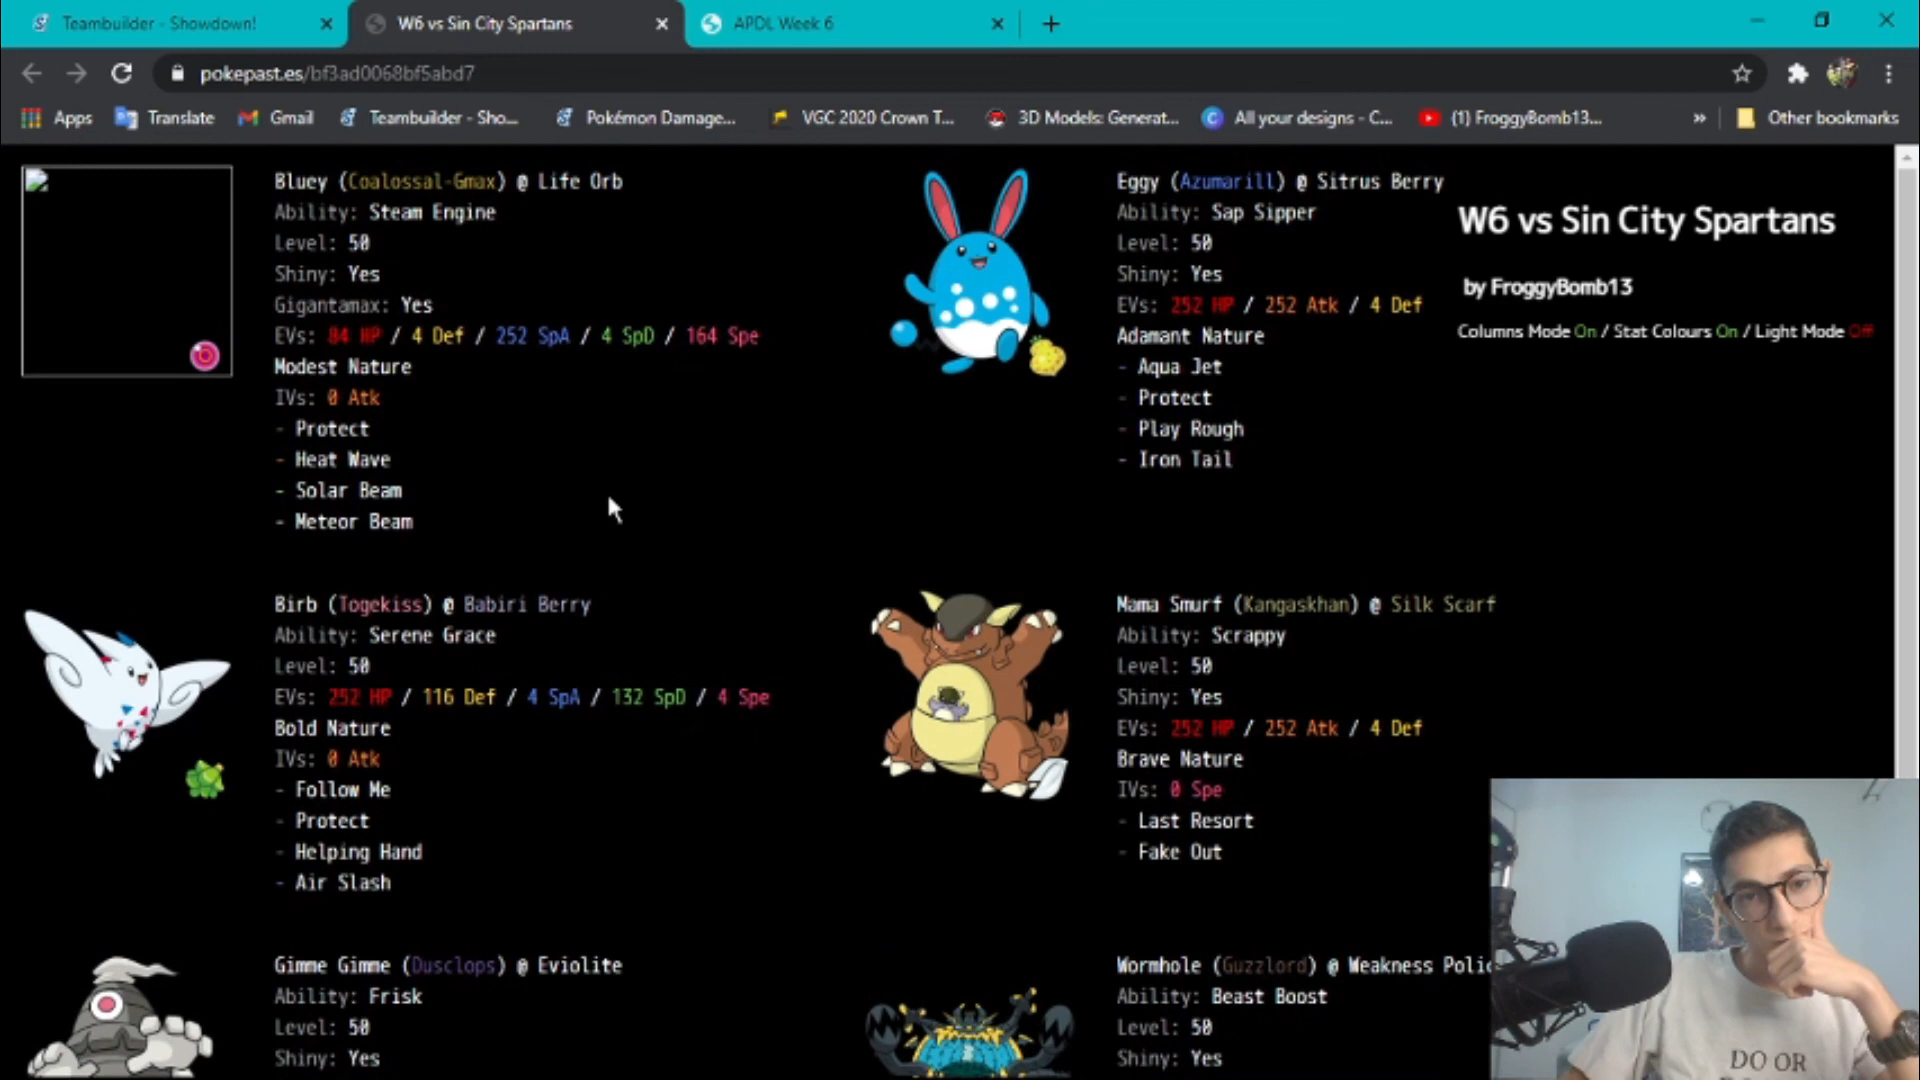 Teambuilder - Showdown!
W6 vs Sin City Spartans
APDL Week 6
pokepast.es/bf3ad0068bf5abd7
Apps
Translate
Gmail
Teambuilder - Sho...
Pokémon Damage...
VGC 2020 Crown T...
3D Models: Generat...
All your designs - C...
(1) FroggyBomb13...
»
Other bookmarks
Bluey (Coalossal-Gmax) @ Life Orb
Ability: Steam Engine
Level: 50
Shiny: Yes
Gigantamax: Yes
EVs: 84 HP / 4 Def / 252 SpA / 4 SpD / 164 Spe
Modest Nature
IVs: 0 Atk
- Protect
- Heat Wave
- Solar Beam
- Meteor Beam
Eggy (Azumarill) @ Sitrus Berry
Ability: Sap Sipper
Level: 50
Shiny: Yes
EVs: 252 HP / 252 Atk / 4 Def
Adamant Nature
- Aqua Jet
- Protect
- Play Rough
- Iron Tail
W6 vs Sin City Spartans
by FroggyBomb13
Columns Mode On / Stat Colours On / Light Mode Off
Birb (Togekiss) @ Babiri Berry
Ability: Serene Grace
Level: 50
EVs: 252 HP / 116 Def / 4 SpA / 132 SpD / 4 Spe
Bold Nature
IVs: 0 Atk
- Follow Me
- Protect
- Helping Hand
- Air Slash
Mama Smurf (Kangaskhan) @ Silk Scarf
Ability: Scrappy
Level: 50
Shiny: Yes
EVs: 252 HP / 252 Atk / 4 Def
Brave Nature
IVs: 0 Spe
- Last Resort
- Fake Out
Gimme Gimme (Dusclops) @ Eviolite
Ability: Frisk
Level: 50
Shiny: Yes
Wormhole (Guzzlord) @ Weakness Polic
Ability: Beast Boost
Level: 50
Shiny: Yes
DO OR